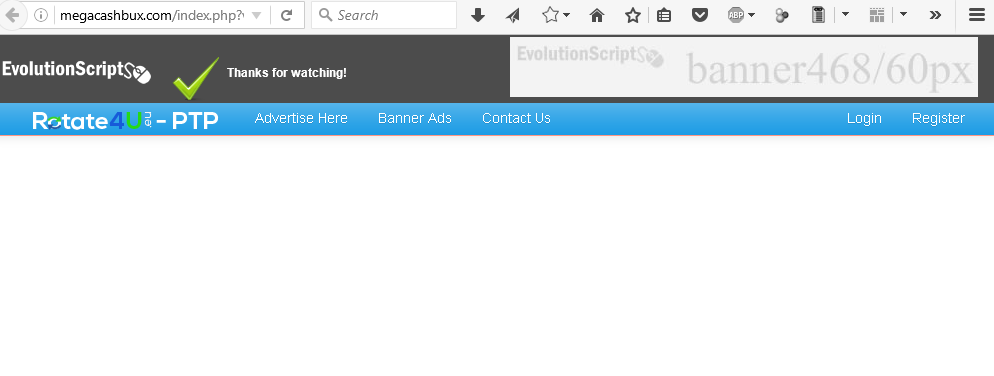 megacashbux.com/index.php?v
Search
ABP
EvolutionScript
Thanks for watching!
EvolutionScript
banner468/60px
Rotate4U.eu - PTP
Advertise Here
Banner Ads
Contact Us
Login
Register